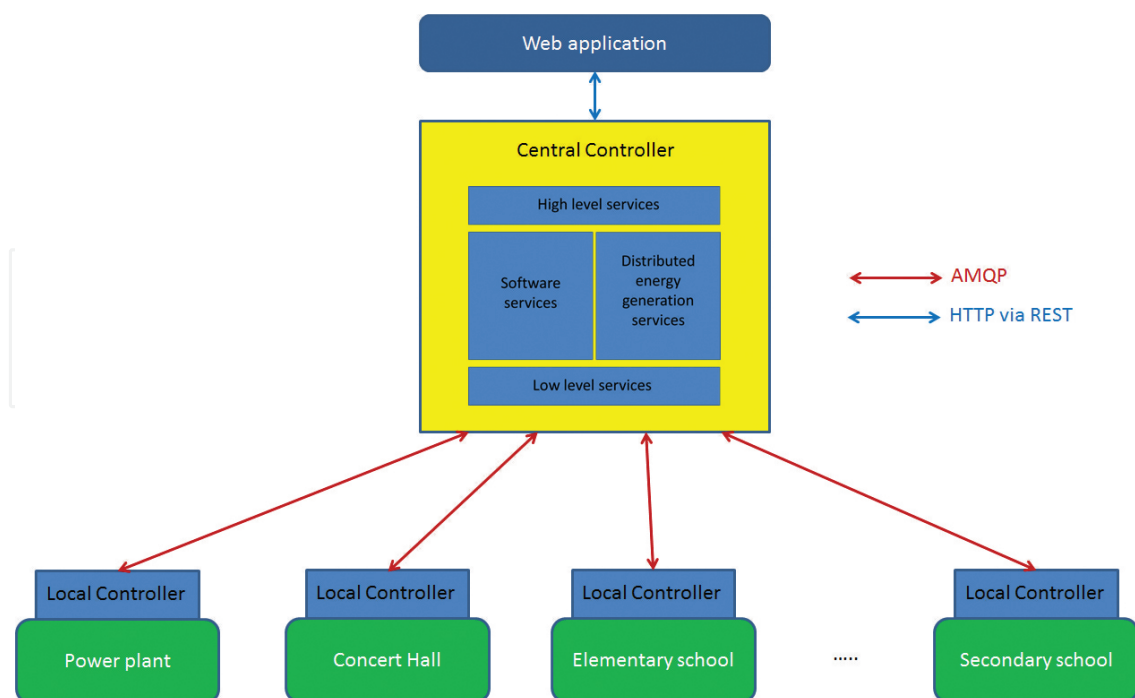 Web application
Central Controller
High level services
Software
services
Distributed
energy
generation
services
Low level services
AMQP
HTTP via REST
Local Controller
Local Controller
Local Controller
Local Controller
Power plant
Concert Hall
Elementary school
.....
Secondary school